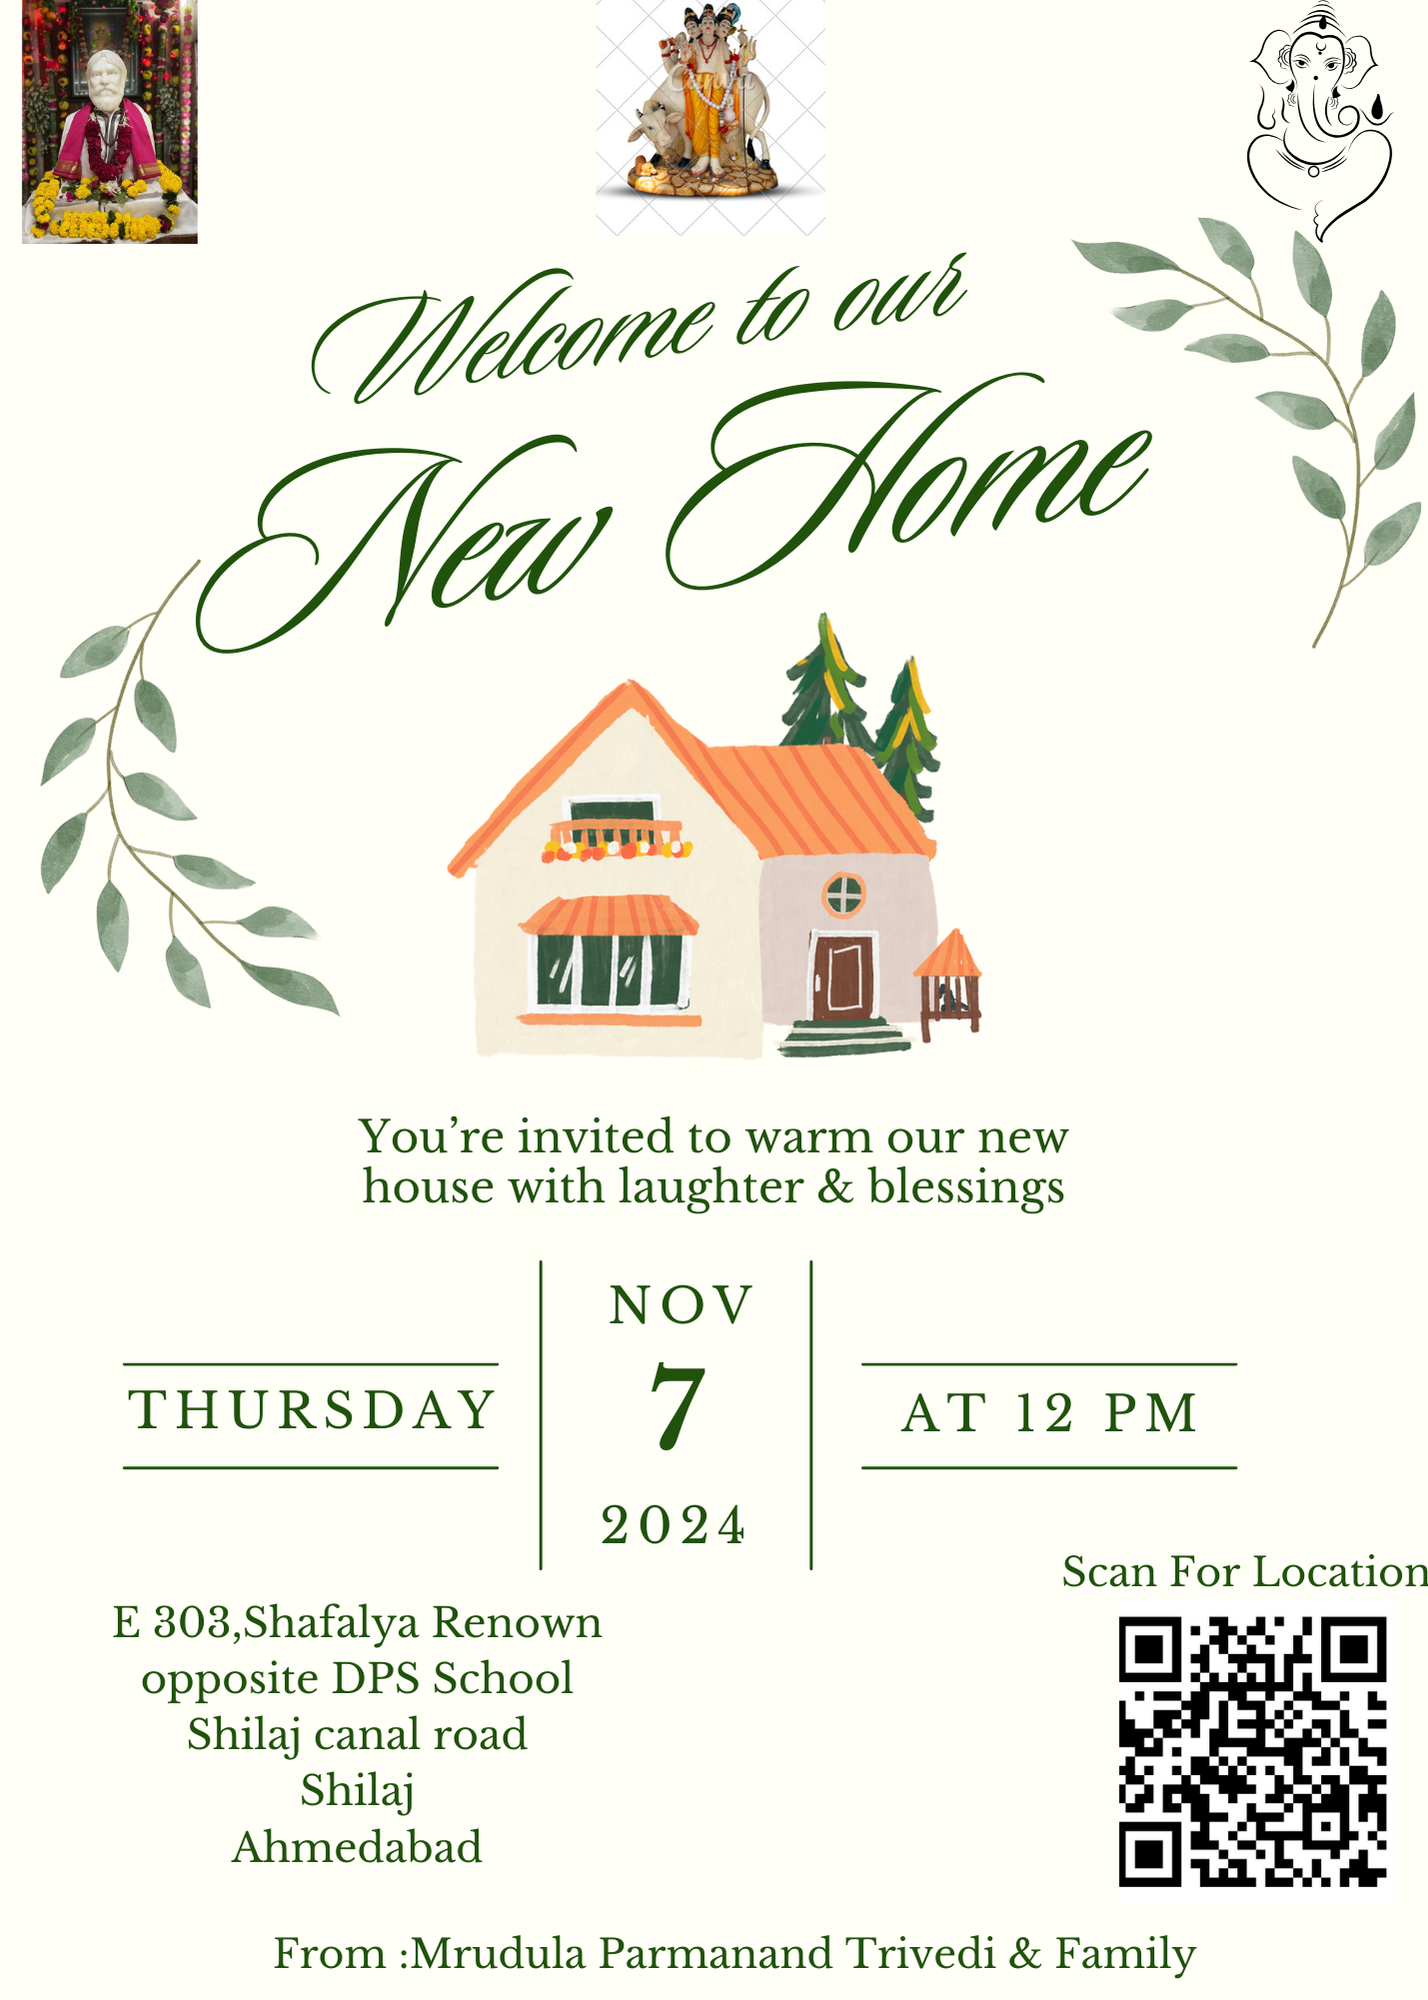 Canva
Welcome to our
New Home
You’re invited to warm our new
house with laughter & blessings
NOV
THURSDAY
7
AT 12 PM
2024
Scan For Location
E 303,Shafalya Renown
opposite DPS School
Shilaj canal road
Shilaj
Ahmedabad
From :Mrudula Parmanand Trivedi & Family